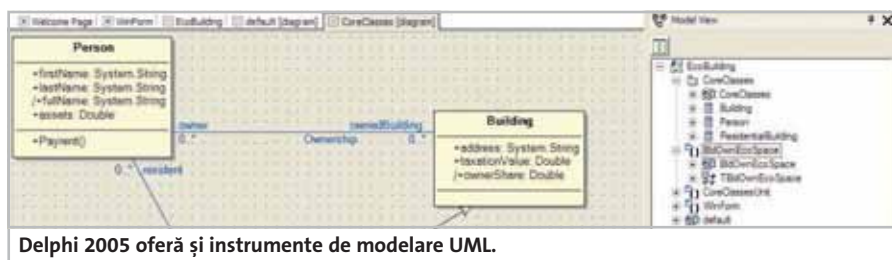 Welcome Page
WinForm
EcoBuilding
default [diagram]
CoreClasses [diagram]
Person
+firstName: System.String
+lastName: System.String
/+fullName: System.String
+assets: Double
+Payrent()
owner
0..*
Ownership
ownedBuilding
0..*
0..* resident
Building
+address: System.String
+taxationValue: Double
/+ownerShare: Double
Model View
EcoBuilding
CoreClasses
CoreClasses
Building
Person
ResidentialBuilding
BldOwnEcoSpace
BldOwnEcoSpace
TBldOwnEcoSpace
CoreClassesUnit
WinForm
default
Delphi 2005 oferă și instrumente de modelare UML.